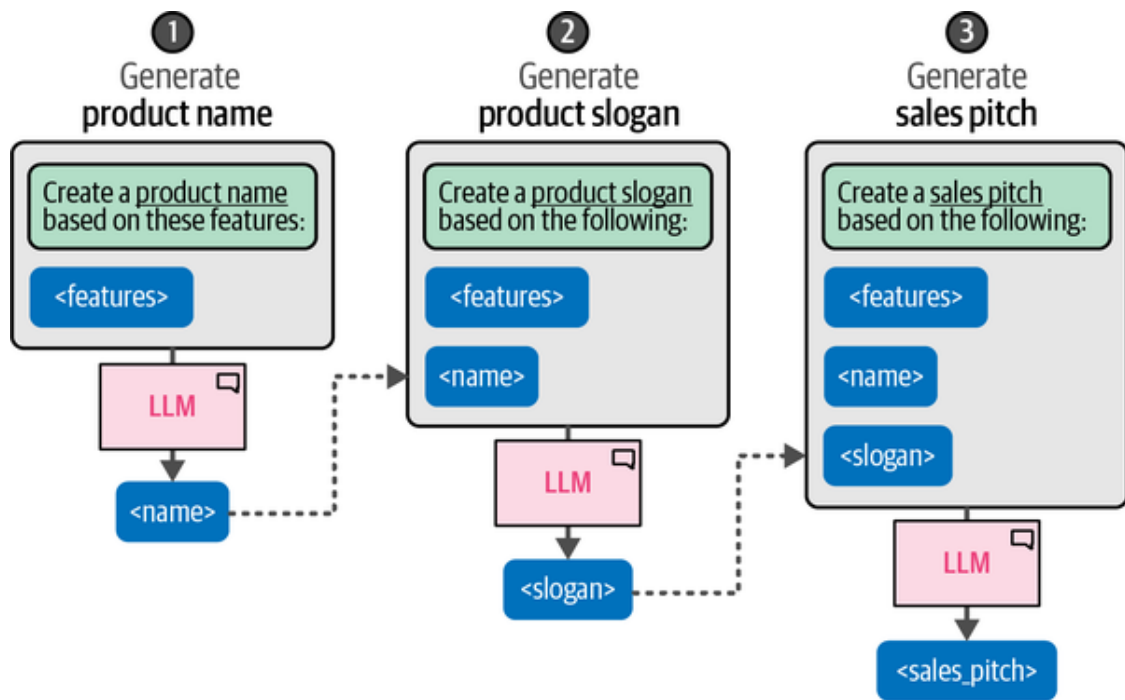 1
Generate
product name
Create a product name
based on these features:
<features>
LLM
<name>
2
Generate
product slogan
Create a product slogan
based on the following:
<features>
<name>
LLM
<slogan>
3
Generate
sales pitch
Create a sales pitch
based on the following:
<features>
<name>
<slogan>
LLM
<sales_pitch>